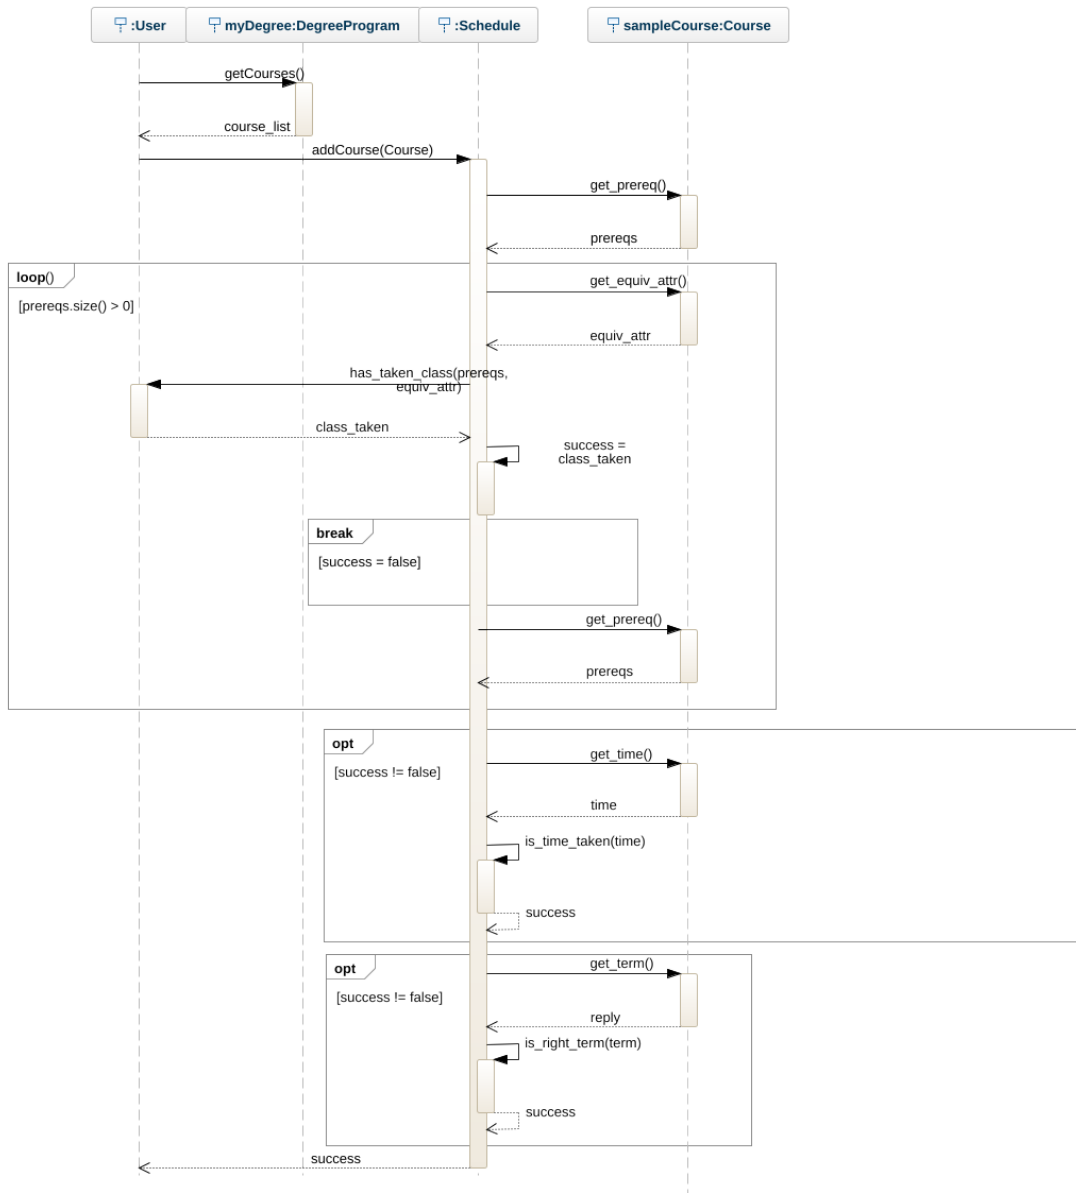 :User
myDegree:DegreeProgram
:Schedule
sampleCourse:Course
getCourses()
course_list
addCourse(Course)
get_prereq()
prereqs
loop()
[prereqs.size() > 0]
get_equiv_attr()
equiv_attr
has_taken_class(prereqs,
equiv_attr)
class_taken
success =
class_taken
break
[success = false]
get_prereq()
prereqs
opt
[success != false]
get_time()
time
is_time_taken(time)
success
opt
[success != false]
get_term()
reply
is_right_term(term)
success
success